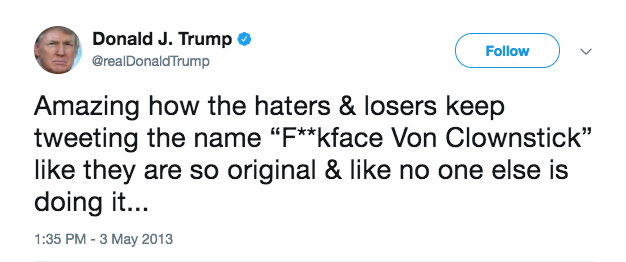 Donald J. Trump
@realDonaldTrump
Follow
Amazing how the haters & losers keep
tweeting the name “F**kface Von Clownstick”
like they are so original & like no one else is
doing it...
1:35 PM - 3 May 2013